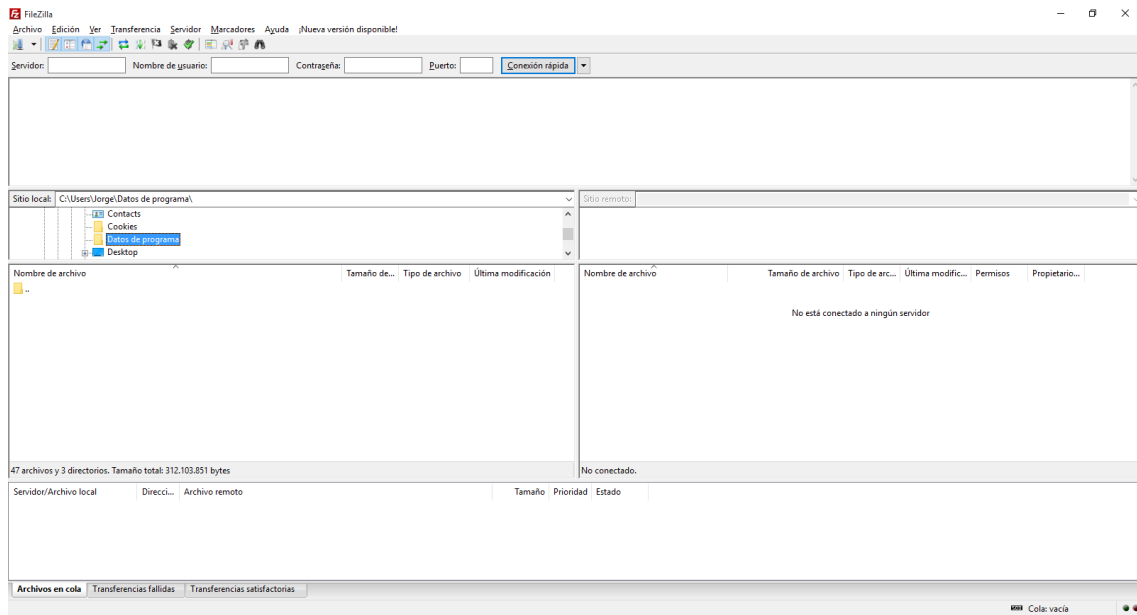 FileZilla
Archivo Edición Ver Transferencia Servidor Marcadores Ayuda ¡Nueva versión disponible!
Servidor: Nombre de usuario: Contraseña: Puerto: Conexión rápida
Sitio local: C:\Users\Jorge\Datos de programa\ Sitio remoto:
Contacts
Cookies
Datos de programa
Desktop
Nombre de archivo Tamaño de... Tipo de archivo Última modificación Nombre de archivo Tamaño de archivo Tipo de arc... Última modific... Permisos Propietario...
..
No está conectado a ningún servidor
47 archivos y 3 directorios. Tamaño total: 312.103.851 bytes No conectado.
Servidor/Archivo local Direcci... Archivo remoto Tamaño Prioridad Estado
Archivos en cola Transferencias fallidas Transferencias satisfactorias
Cola: vacía